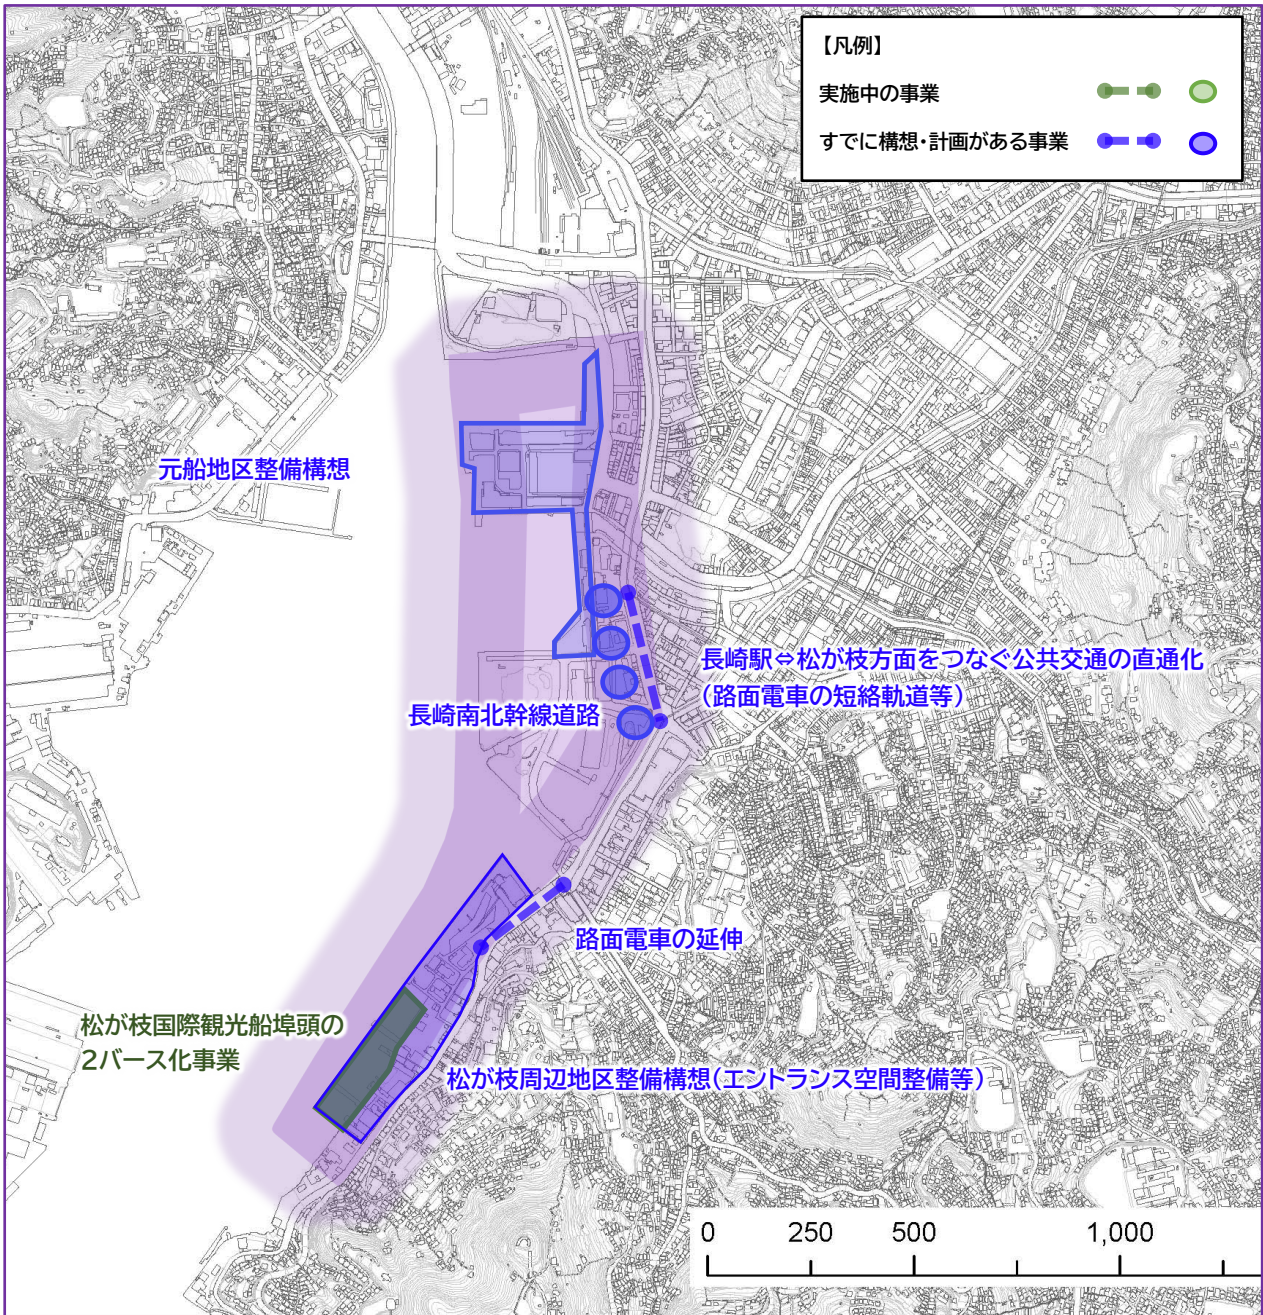 【凡例】
実施中の事業
すでに構想・計画がある事業
元船地区整備構想
長崎駅⇔松が枝方面をつなぐ公共交通の直通化
（路面電車の短絡軌道等）
長崎南北幹線道路
路面電車の延伸
松が枝国際観光船埠頭の
２バース化事業
松が枝周辺地区整備構想（エントランス空間整備等）
0 250 500 1,000